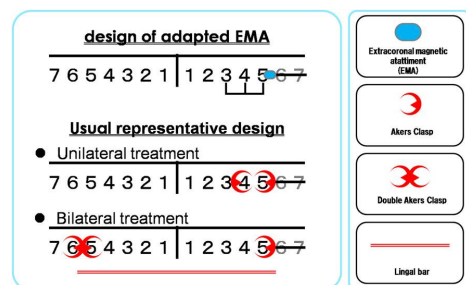 design of adapted EMA
7 6 5 4 3 2 1 1 2 3 4 5 6 7
Usual representative design
● Unilateral treatment
7 6 5 4 3 2 1 1 2 3 4 5 6 7
● Bilateral treatment
7 6 5 4 3 2 1 1 2 3 4 5 6 7
Extracoronal magnetic
atattiment
(EMA)
Akers Clasp
Double Akers Clasp
Lingal bar